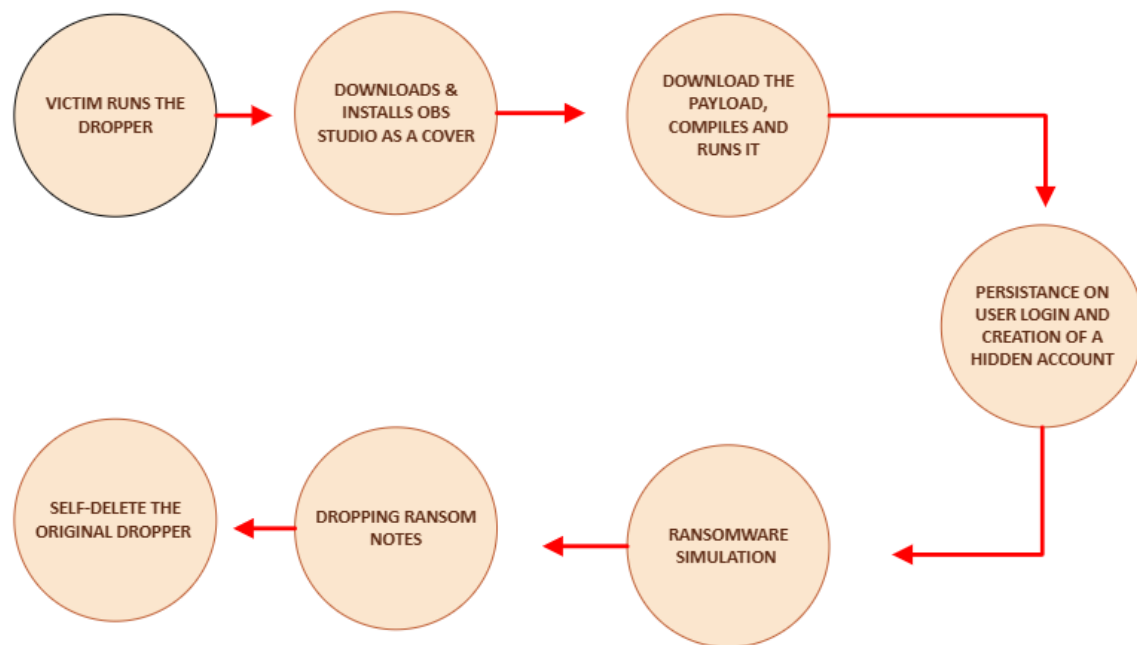 VICTIM RUNS THE
DROPPER
DOWNLOADS &
INSTALLS OBS
STUDIO AS A COVER
DOWNLOAD THE
PAYLOAD,
COMPILES AND
RUNS IT
PERSISTANCE ON
USER LOGIN AND
CREATION OF A
HIDDEN ACCOUNT
RANSOMWARE
SIMULATION
DROPPING RANSOM
NOTES
SELF-DELETE THE
ORIGINAL DROPPER